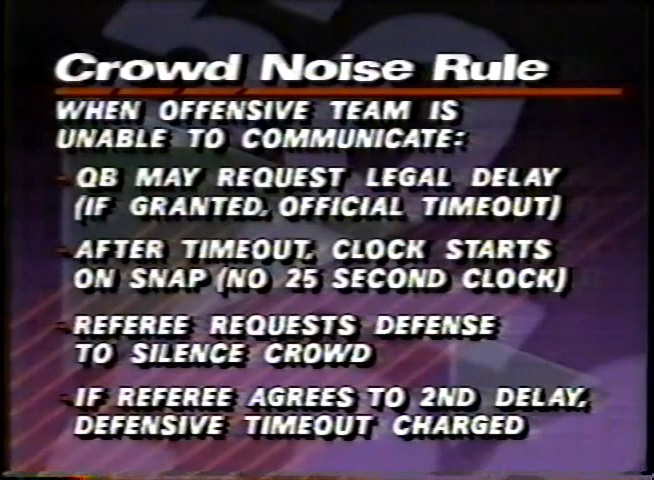 Crowd Noise Rule
WHEN OFFENSIVE TEAM IS
UNABLE TO COMMUNICATE:
- QB MAY REQUEST LEGAL DELAY
(IF GRANTED, OFFICIAL TIMEOUT)
- AFTER TIMEOUT, CLOCK STARTS
ON SNAP (NO 25 SECOND CLOCK)
- REFEREE REQUESTS DEFENSE
TO SILENCE CROWD
- IF REFEREE AGREES TO 2ND DELAY,
DEFENSIVE TIMEOUT CHARGED